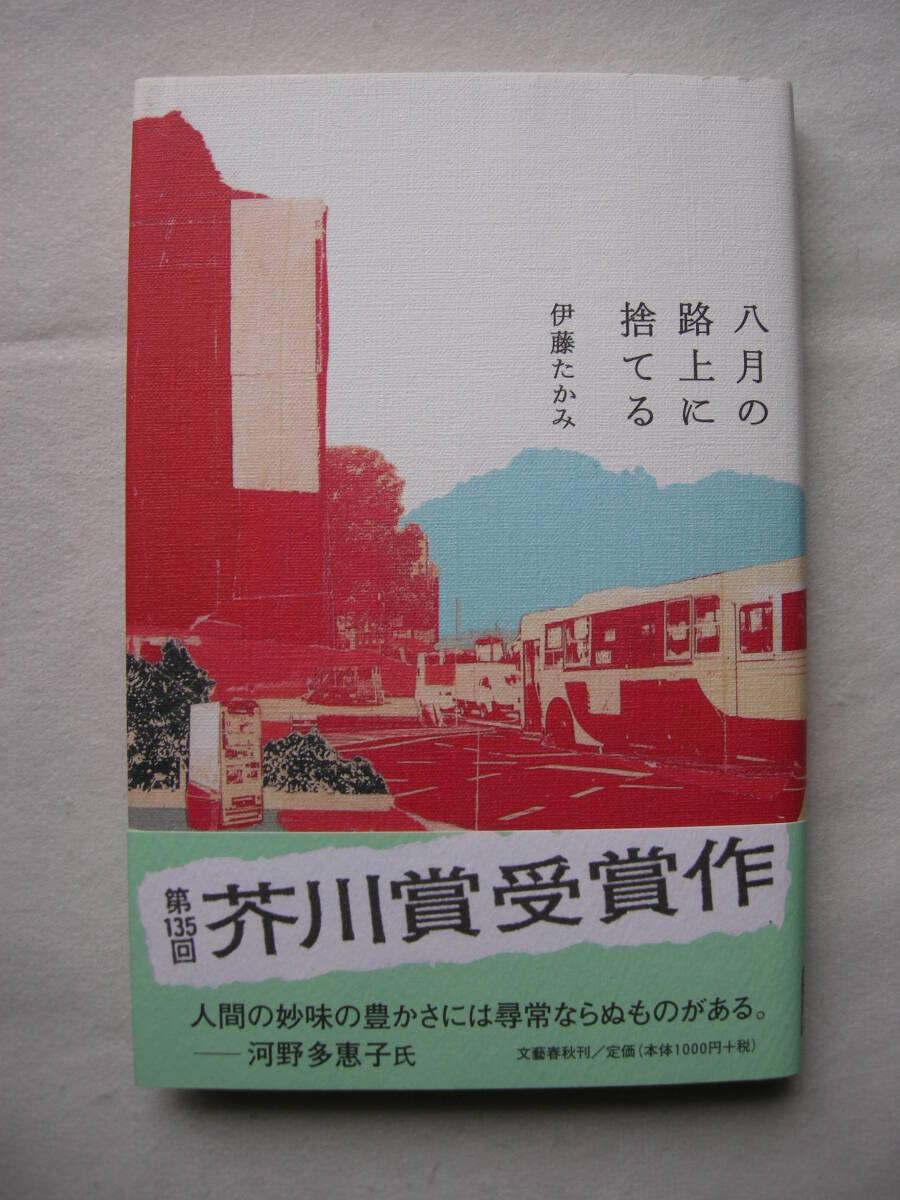 八月の
路上に
捨てる
伊藤たかみ
第135回
芥川賞受賞作
人間の妙味の豊かさには尋常ならぬものがある。
──河野多惠子氏
文藝春秋刊／定価(本体1000円＋税)